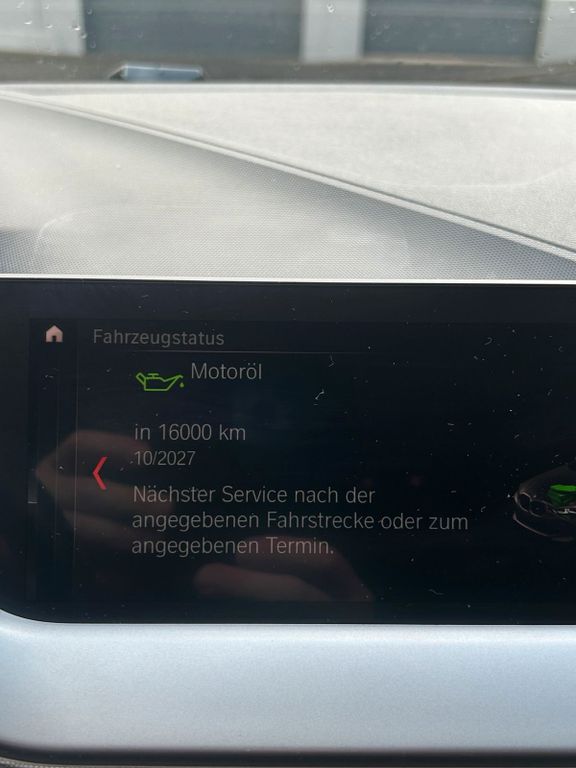 Fahrzeugstatus
Motoröl
in 16000 km
10/2027
Nächster Service nach der
angegebenen Fahrstrecke oder zum
angegebenen Termin.